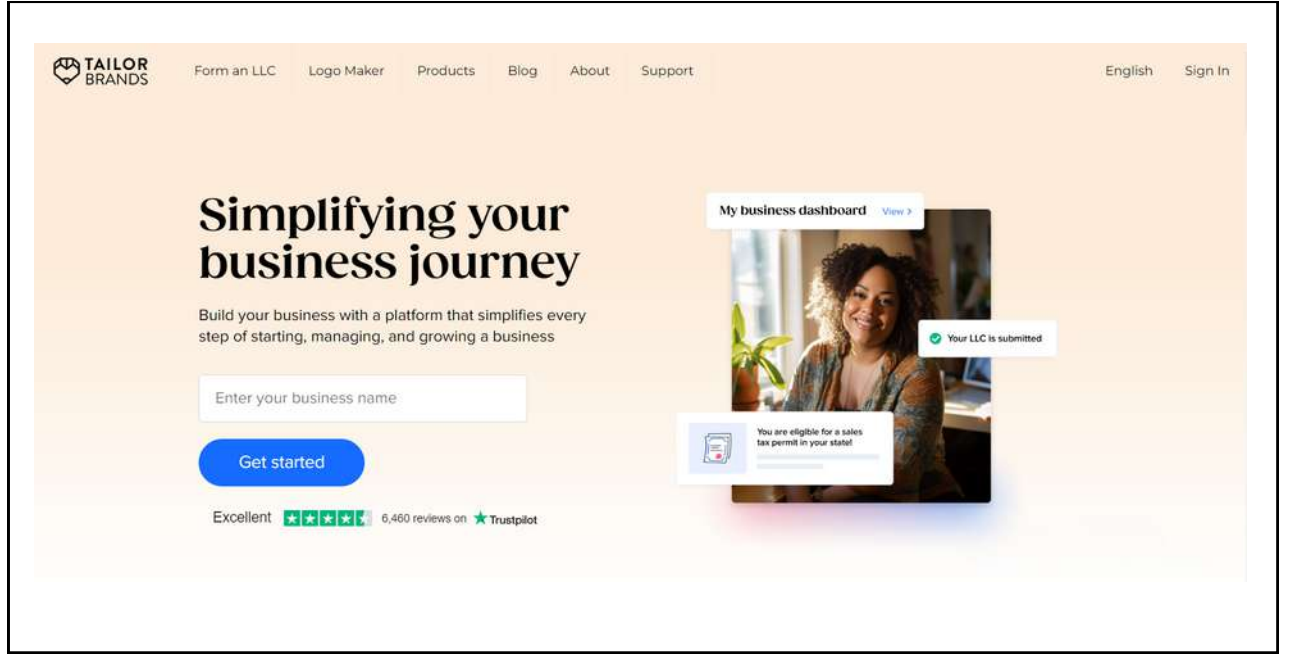 TAILOR
BRANDS
Form an LLC
Logo Maker
Products
Blog
About
Support
English
Sign In
Simplifying your
business journey
Build your business with a platform that simplifies every
step of starting, managing, and growing a business
Enter your business name
Get started
Excellent
6,460 reviews on
Trustpilot
My business dashboard
View >
Your LLC is submitted
You are eligible for a sales
tax permit in your state!